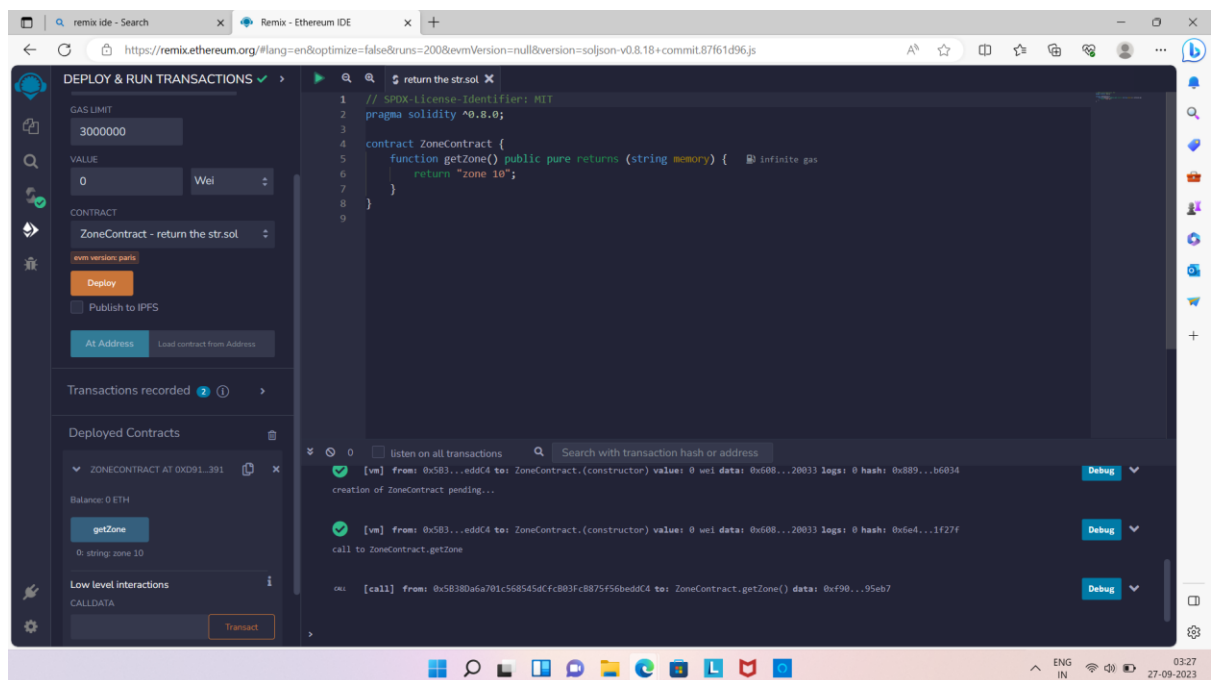 remix ide - Search
Remix - Ethereum IDE
https://remix.ethereum.org/#lang=en&optimize=false&runs=200&evmVersion=null&version=soljson-v0.8.18+commit.87f61d96.js
DEPLOY & RUN TRANSACTIONS
GAS LIMIT
3000000
VALUE
0 Wei
CONTRACT
ZoneContract - return the str.sol
evm version: paris
Deploy
Publish to IPFS
At Address Load contract from Address
Transactions recorded 2
Deployed Contracts
ZONECONTRACT AT 0XD91...391
Balance: 0 ETH
getZone
0: string: zone 10
Low level interactions
CALLDATA
Transact
return the str.sol
1 // SPDX-License-Identifier: MIT
2 pragma solidity ^0.8.0;
3
4 contract ZoneContract {
5 function getZone() public pure returns (string memory) { infinite gas
6 return "zone 10";
7 }
8 }
9
0 listen on all transactions Search with transaction hash or address
[vm] from: 0x5B3...eddC4 to: ZoneContract.(constructor) value: 0 wei data: 0x608...20033 logs: 0 hash: 0x889...b6034 Debug
creation of ZoneContract pending...
[vm] from: 0x5B3...eddC4 to: ZoneContract.(constructor) value: 0 wei data: 0x608...20033 logs: 0 hash: 0x6e4...1f27f Debug
call to ZoneContract.getZone
CALL [call] from: 0x5B38Da6a701c568545dCfcB03FcB875f56beddC4 to: ZoneContract.getZone() data: 0xf90...95eb7 Debug
>
ENG
IN
03:27
27-09-2023